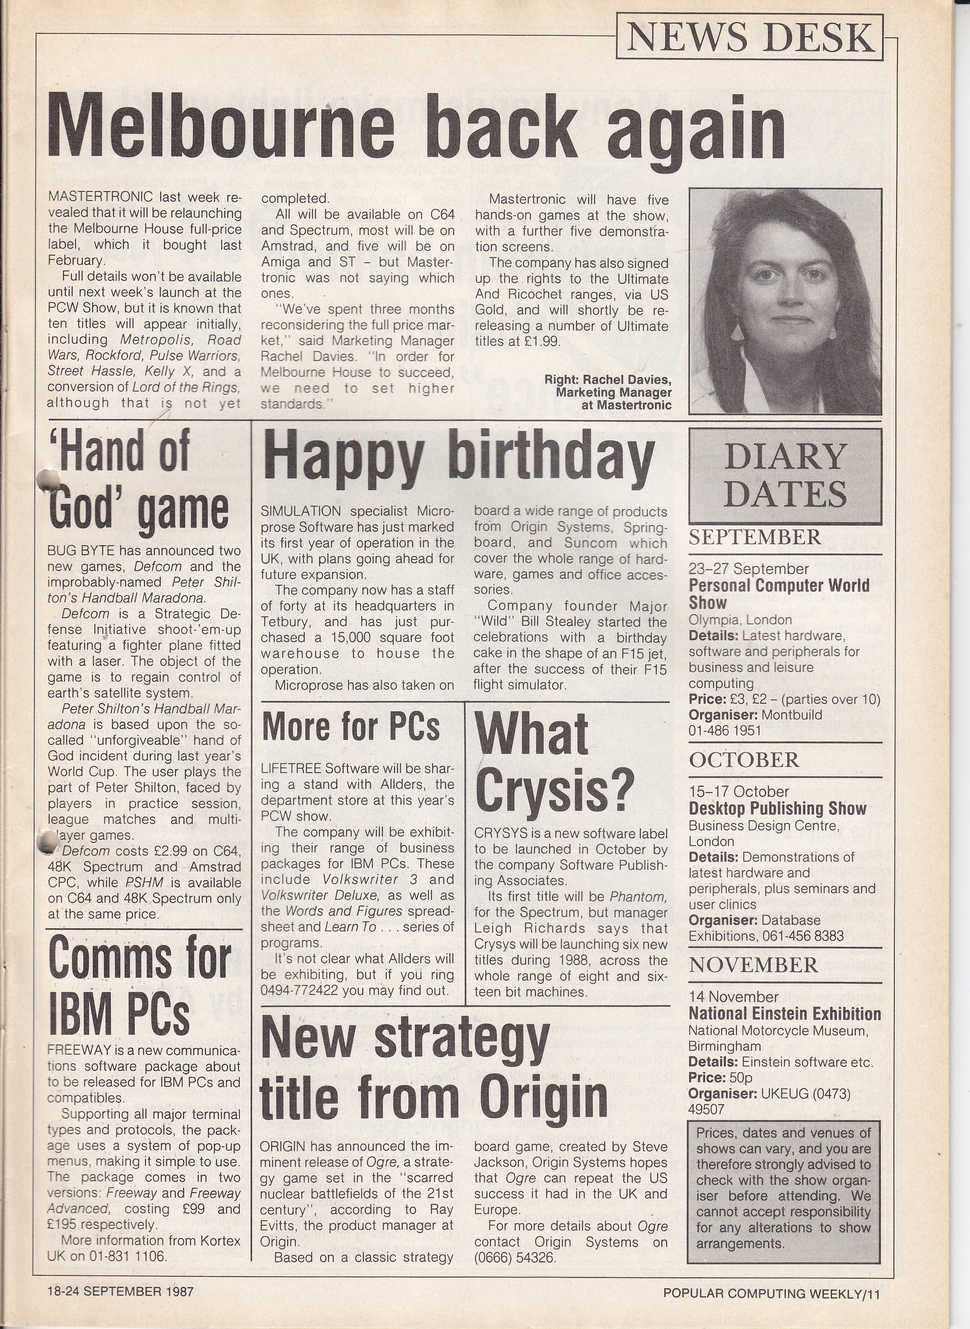 NEWS DESK
Melbourne back again
MASTERTRONIC last week re-
vealed that it will be relaunching
the Melbourne House full-price
label, which it bought last
February.
Full details won't be available
until next week's launch at the
PCW Show, but it is known that
ten titles will appear initially,
including Metropolis, Road
Wars, Rockford, Pulse Warriors,
Street Hassle, Kelly X, and a
conversion of Lord of the Rings,
although that is not yet
completed.
All will be available on C64
and Spectrum, most will be on
Amstrad, and five will be on
Amiga and ST – but Master-
tronic was not saying which
ones.
"We've spent three months
reconsidering the full price mar-
ket," said Marketing Manager
Rachel Davies. "In order for
Melbourne House to succeed,
we need to set higher
standards."
Mastertronic will have five
hands-on games at the show,
with a further five demonstra-
tion screens.
The company has also signed
up the rights to the Ultimate
And Ricochet ranges, via US
Gold, and will shortly be re-
releasing a number of Ultimate
titles at £1.99.
Right: Rachel Davies,
Marketing Manager
at Mastertronic
'Hand of
God' game
BUG BYTE has announced two
new games, Defcom and the
improbably-named Peter Shil-
ton's Handball Maradona.
Defcom is a Strategic De-
fense Initiative shoot-'em-up
featuring a fighter plane fitted
with a laser. The object of the
game is to regain control of
earth's satellite system.
Peter Shilton's Handball Mar-
adona is based upon the so-
called "unforgiveable" hand of
God incident during last year's
World Cup. The user plays the
part of Peter Shilton, faced by
players in practice session,
league matches and multi-
player games.
Defcom costs £2.99 on C64,
48K Spectrum and Amstrad
CPC, while PSHM is available
on C64 and 48K Spectrum only
at the same price.
Comms for
IBM PCs
FREEWAY is a new communica-
tions software package about
to be released for IBM PCs and
compatibles.
Supporting all major terminal
types and protocols, the pack-
age uses a system of pop-up
menus, making it simple to use.
The package comes in two
versions: Freeway and Freeway
Advanced, costing £99 and
£195 respectively.
More information from Kortex
UK on 01-831 1106.
Happy birthday
SIMULATION specialist Micro-
prose Software has just marked
its first year of operation in the
UK, with plans going ahead for
future expansion.
The company now has a staff
of forty at its headquarters in
Tetbury, and has just pur-
chased a 15,000 square foot
warehouse to house the
operation.
Microprose has also taken on
board a wide range of products
from Origin Systems, Spring-
board, and Suncom which
cover the whole range of hard-
ware, games and office acces-
sories.
Company founder Major
"Wild" Bill Stealey started the
celebrations with a birthday
cake in the shape of an F15 jet,
after the success of their F15
flight simulator.
More for PCs
LIFETREE Software will be shar-
ing a stand with Allders, the
department store at this year's
PCW show.
The company will be exhibit-
ing their range of business
packages for IBM PCs. These
include Volkswriter 3 and
Volkswriter Deluxe, as well as
the Words and Figures spread-
sheet and Learn To . . . series of
programs.
It's not clear what Allders will
be exhibiting, but if you ring
0494-772422 you may find out.
What
Crysis?
CRYSYS is a new software label
to be launched in October by
the company Software Publish-
ing Associates.
Its first title will be Phantom,
for the Spectrum, but manager
Leigh Richards says that
Crysys will be launching six new
titles during 1988, across the
whole range of eight and six-
teen bit machines.
New strategy
title from Origin
ORIGIN has announced the im-
minent release of Ogre, a strate-
gy game set in the "scarred
nuclear battlefields of the 21st
century", according to Ray
Evitts, the product manager at
Origin.
Based on a classic strategy
board game, created by Steve
Jackson, Origin Systems hopes
that Ogre can repeat the US
success it had in the UK and
Europe.
For more details about Ogre
contact Origin Systems on
(0666) 54326.
DIARY
DATES
SEPTEMBER
23–27 September
Personal Computer World
Show
Olympia, London
Details: Latest hardware,
software and peripherals for
business and leisure
computing
Price: £3, £2 – (parties over 10)
Organiser: Montbuild
01-486 1951
OCTOBER
15–17 October
Desktop Publishing Show
Business Design Centre,
London
Details: Demonstrations of
latest hardware and
peripherals, plus seminars and
user clinics
Organiser: Database
Exhibitions, 061-456 8383
NOVEMBER
14 November
National Einstein Exhibition
National Motorcycle Museum,
Birmingham
Details: Einstein software etc.
Price: 50p
Organiser: UKEUG (0473)
49507
Prices, dates and venues of
shows can vary, and you are
therefore strongly advised to
check with the show organ-
iser before attending. We
cannot accept responsibility
for any alterations to show
arrangements.
18-24 SEPTEMBER 1987
POPULAR COMPUTING WEEKLY/11